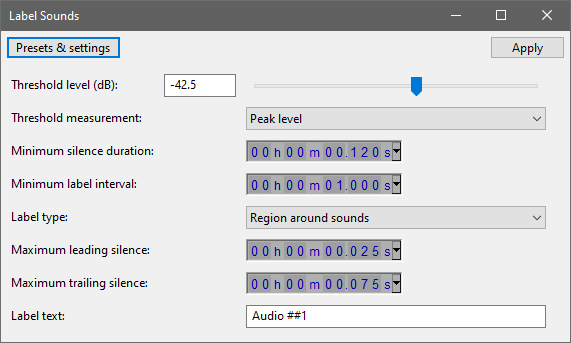 Label Sounds
Presets & settings Apply
Threshold level (dB): -42.5
Threshold measurement: Peak level
Minimum silence duration: 00h00m00.120s
Minimum label interval: 00h00m01.000s
Label type: Region around sounds
Maximum leading silence: 00h00m00.025s
Maximum trailing silence: 00h00m00.075s
Label text: Audio ##1